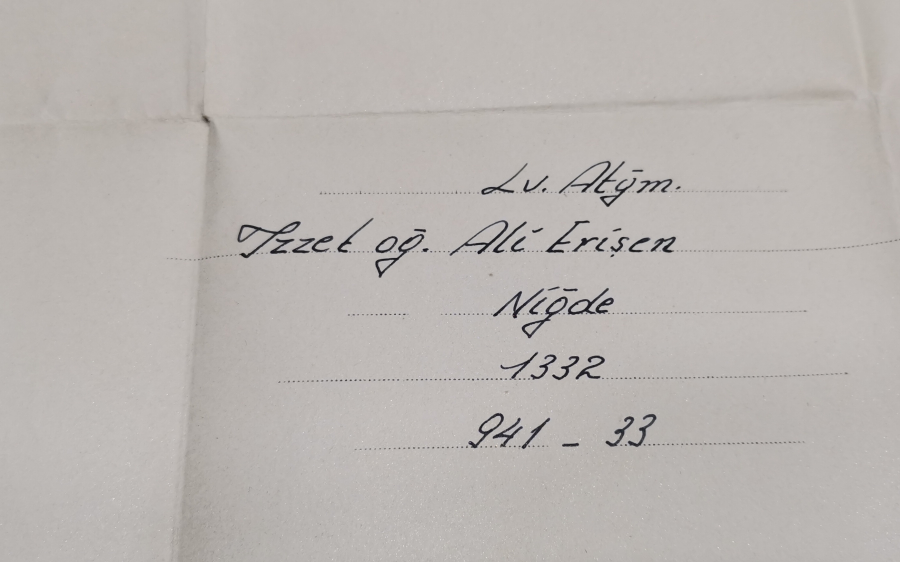 Lv. Atğm.
İzzet oğ. Ali Erişen
Niğde
1332
941 - 33